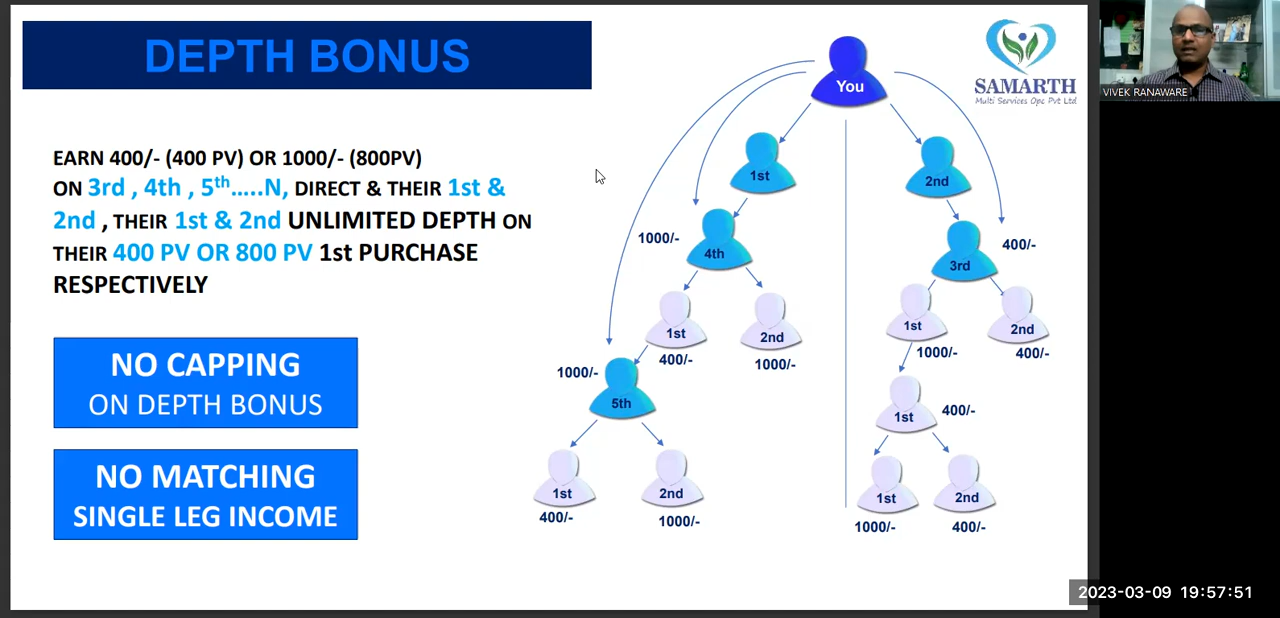 DEPTH BONUS
EARN 400/- (400 PV) OR 1000/- (800PV)
ON 3rd , 4th , 5th.....N, DIRECT & THEIR 1st &
2nd , THEIR 1st & 2nd UNLIMITED DEPTH ON
THEIR 400 PV OR 800 PV 1st PURCHASE
RESPECTIVELY
NO CAPPING
ON DEPTH BONUS
NO MATCHING
SINGLE LEG INCOME
You
1st
2nd
4th
1000/-
3rd
400/-
1st
400/-
2nd
1000/-
1st
1000/-
2nd
400/-
5th
1000/-
1st
400/-
1st
400/-
2nd
1000/-
1st
1000/-
2nd
400/-
SAMARTH
Multi Services Opc Pvt Ltd
VIVEK RANAWARE
2023-03-09 19:57:51